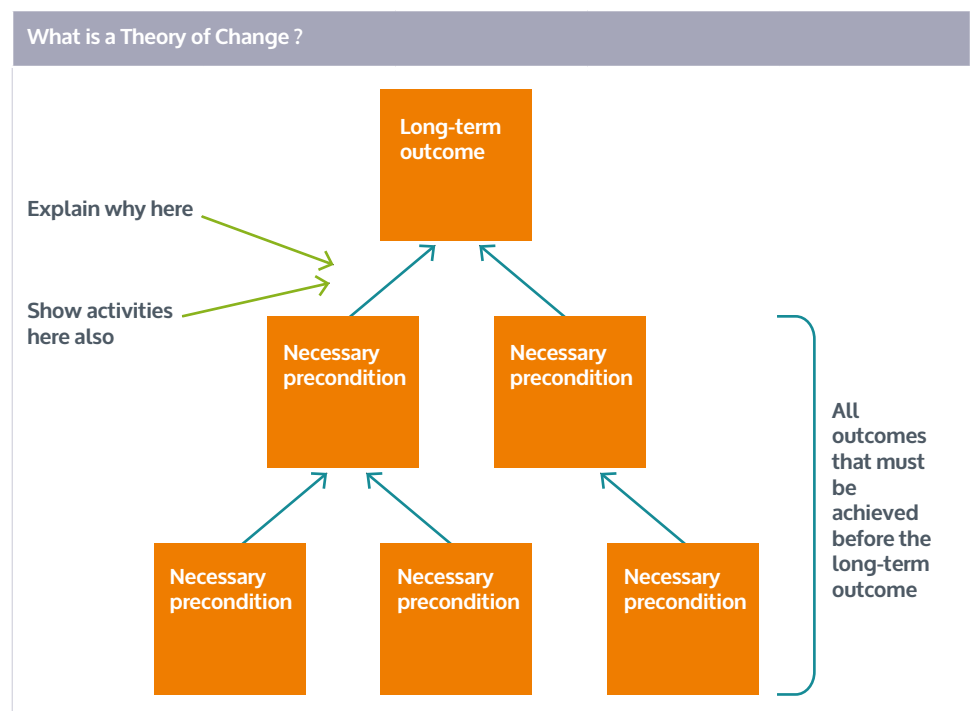 What is a Theory of Change ?
Long-term
outcome
Explain why here
Show activities
here also
Necessary
precondition
Necessary
precondition
All
outcomes
that must
be
achieved
before the
long-term
outcome
Necessary
precondition
Necessary
precondition
Necessary
precondition